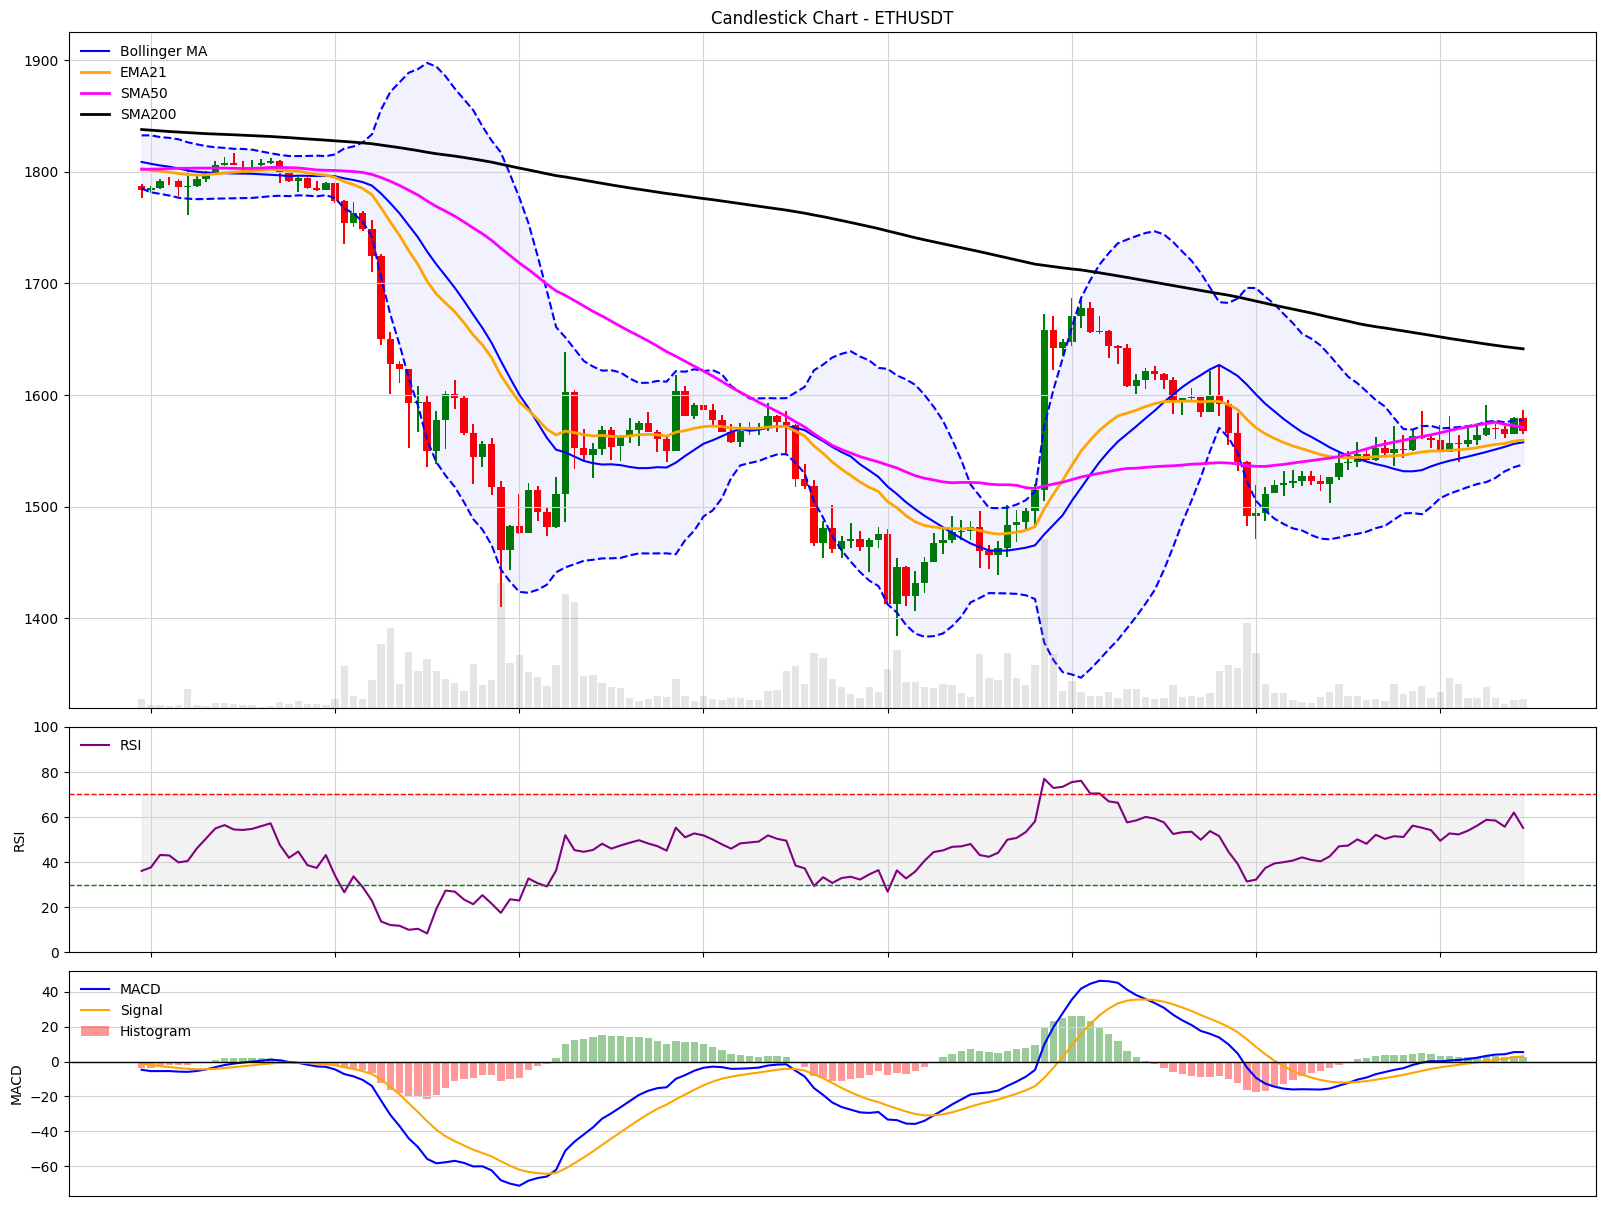 Candlestick Chart - ETHUSDT
Bollinger MA
EMA21
SMA50
SMA200
1900
1800
1700
1600
1500
1400
RSI
100
80
60
40
20
0
RSI
MACD
Signal
Histogram
40
20
0
−20
−40
−60
MACD